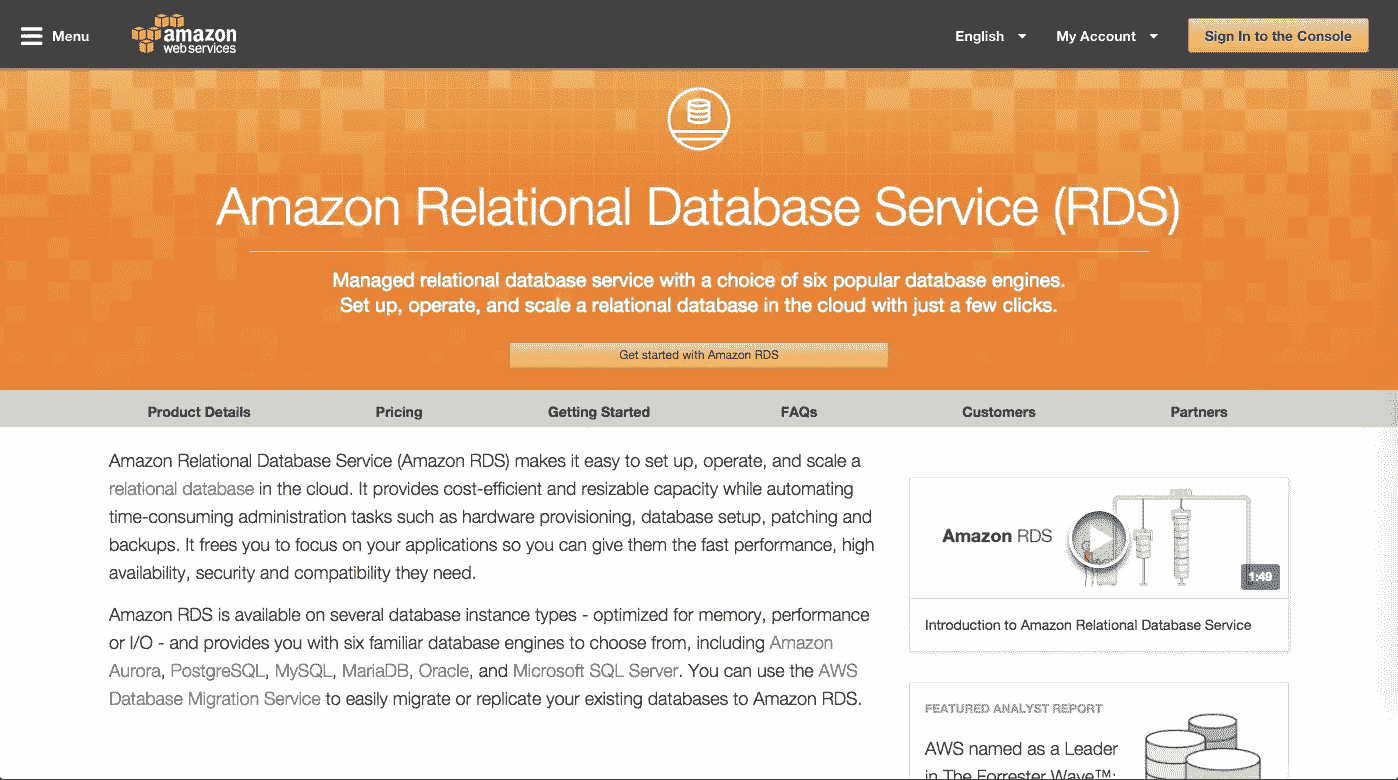 Menu
amazon
webservices
English
My Account
Sign In to the Console
Amazon Relational Database Service (RDS)
Managed relational database service with a choice of six popular database engines.
Set up, operate, and scale a relational database in the cloud with just a few clicks.
Get started with Amazon RDS
Product Details
Pricing
Getting Started
FAQs
Customers
Partners
Amazon Relational Database Service (Amazon RDS) makes it easy to set up, operate, and scale a
relational database in the cloud. It provides cost-efficient and resizable capacity while automating
time-consuming administration tasks such as hardware provisioning, database setup, patching and
backups. It frees you to focus on your applications so you can give them the fast performance, high
availability, security and compatibility they need.
Amazon RDS is available on several database instance types - optimized for memory, performance
or I/O - and provides you with six familiar database engines to choose from, including Amazon
Aurora, PostgreSQL, MySQL, MariaDB, Oracle, and Microsoft SQL Server. You can use the AWS
Database Migration Service to easily migrate or replicate your existing databases to Amazon RDS.
Amazon RDS
1:49
Introduction to Amazon Relational Database Service
FEATURED ANALYST REPORT
AWS named as a Leader
in The Forrester Wave™: